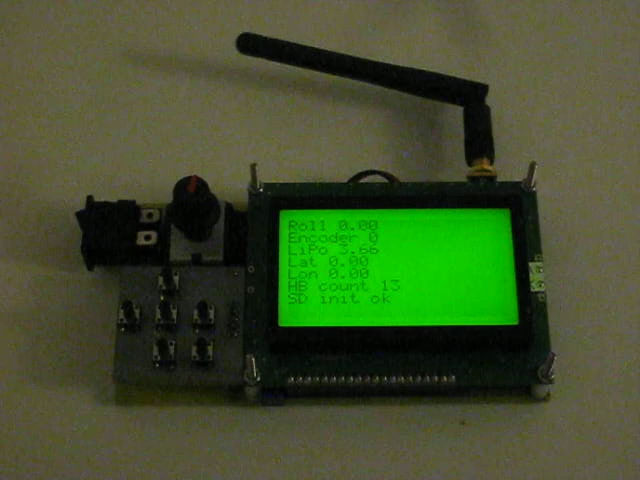 Roll 0.00
Encoder 0
LiPo 3.66
Lat 0.00
Lon 0.00
HB count 13
SD init ok